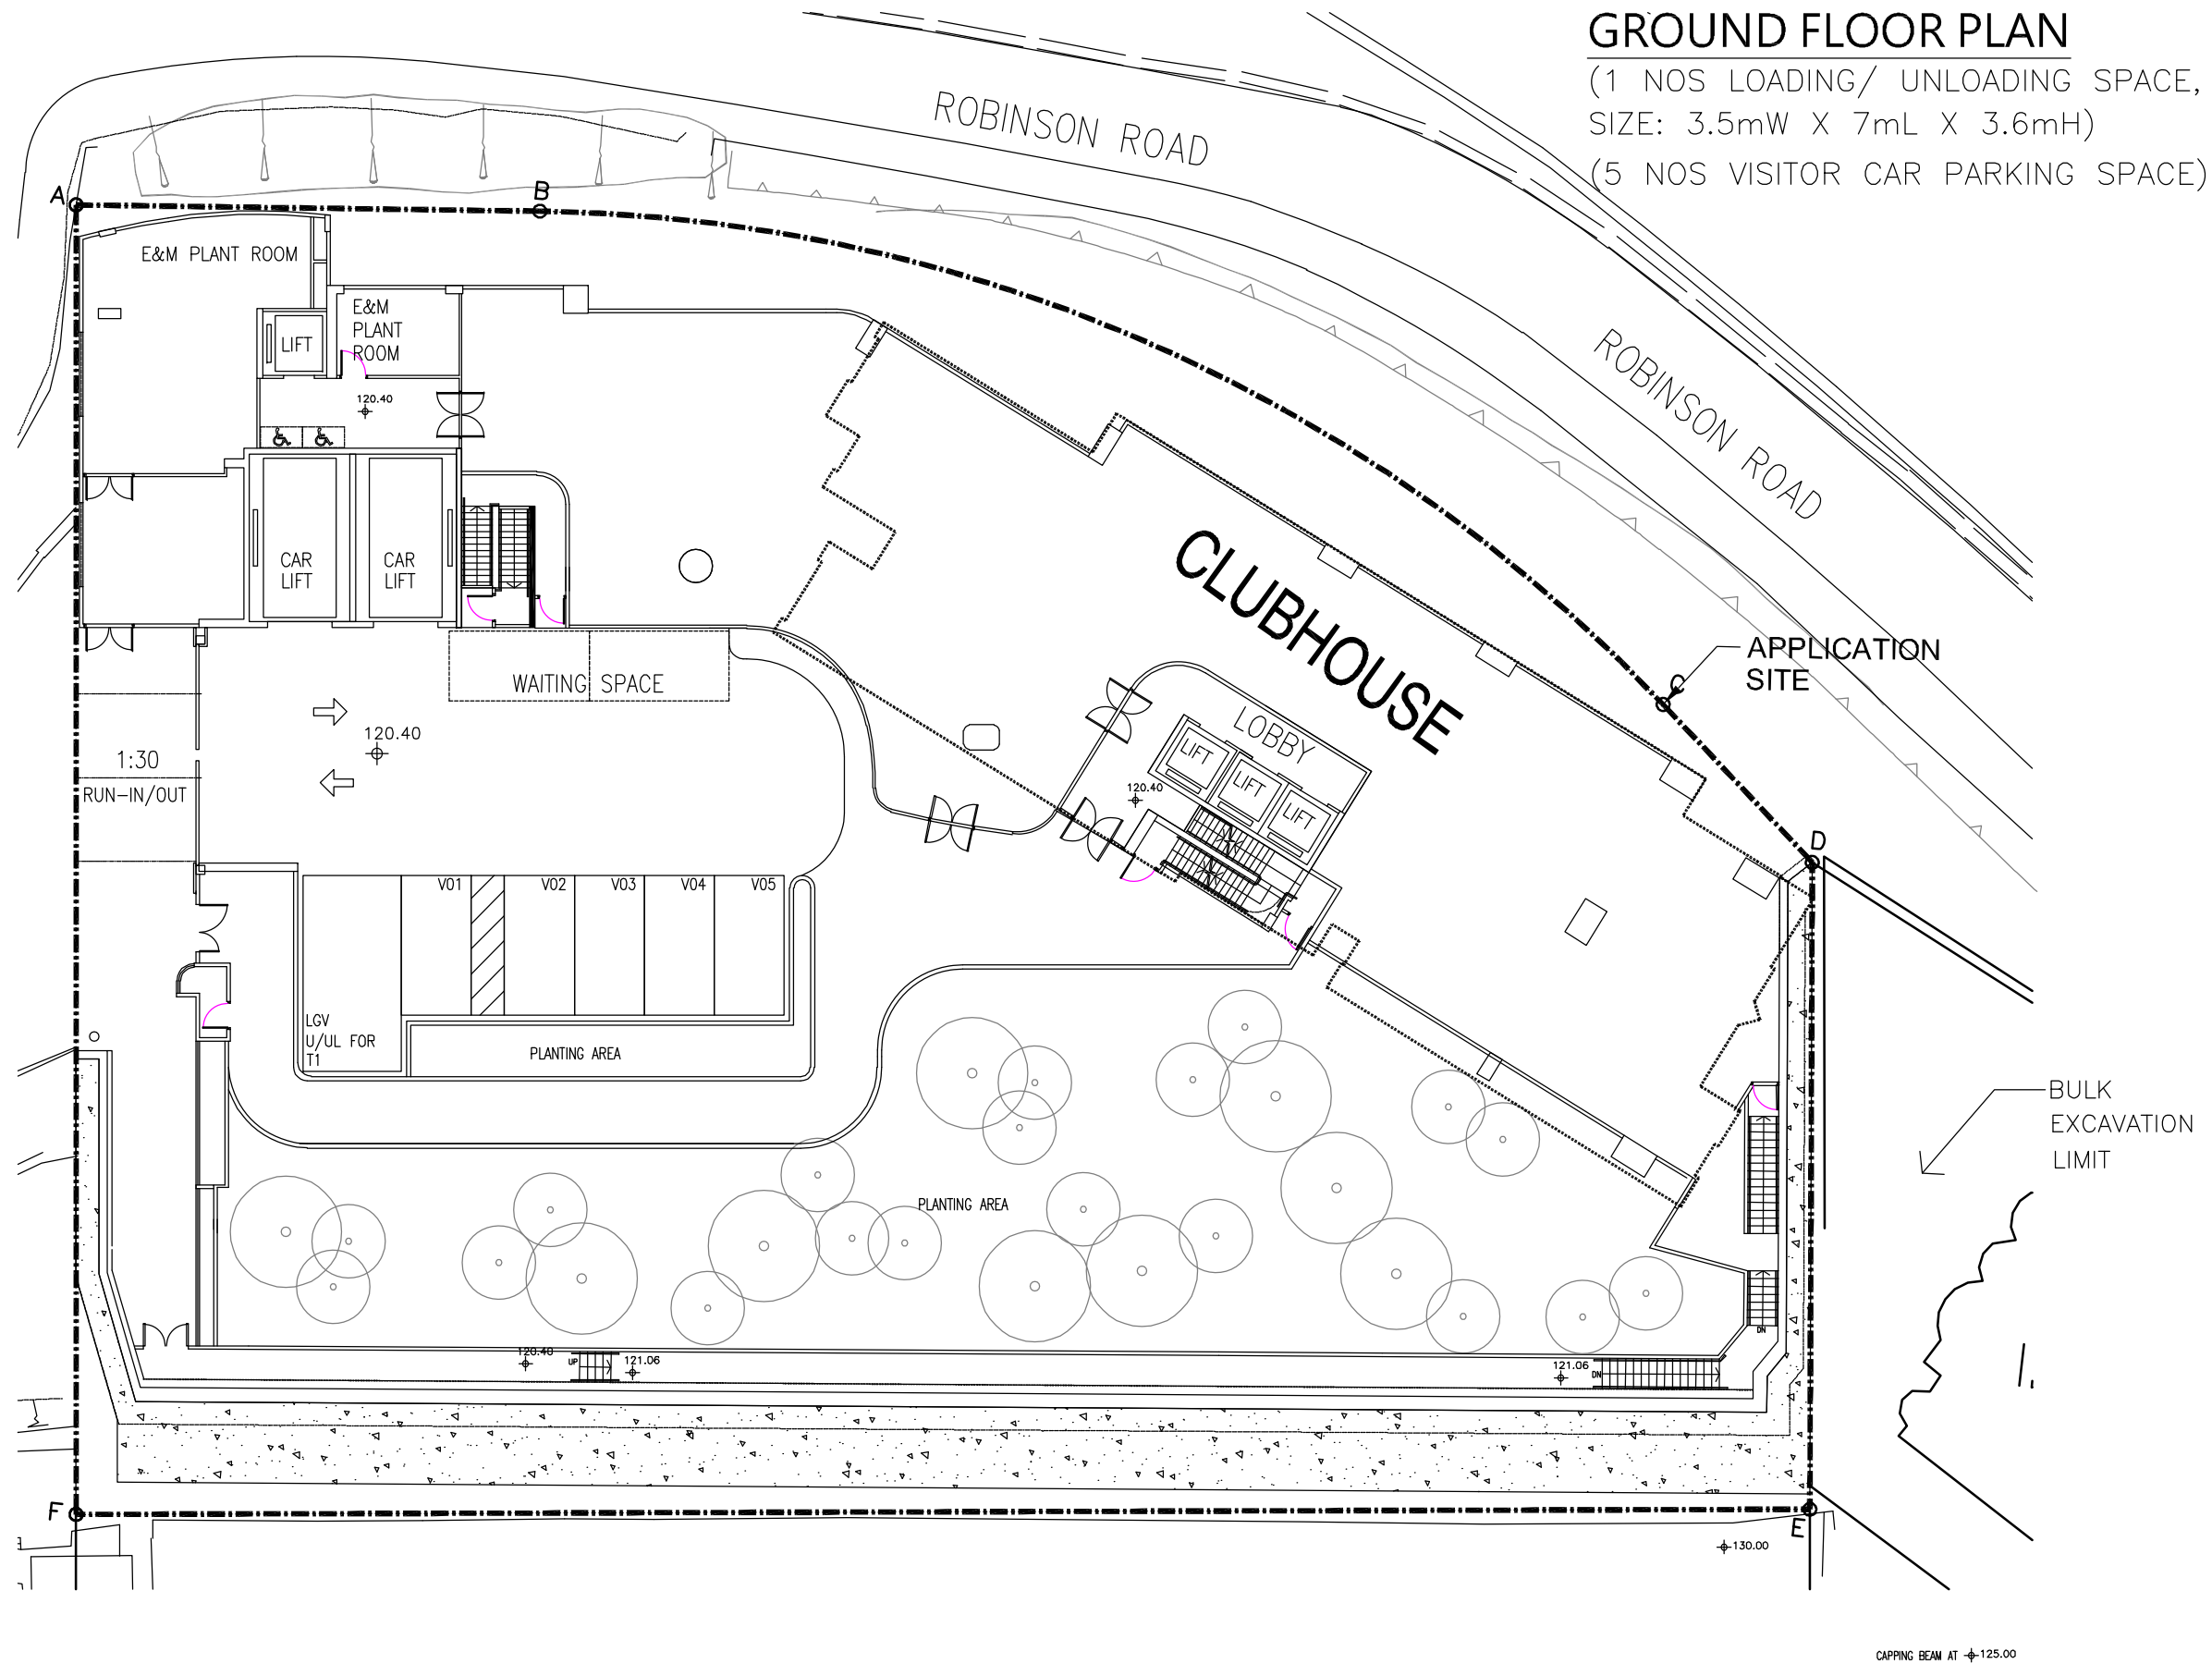 GROUND FLOOR PLAN
(1 NOS LOADING/ UNLOADING SPACE,
SIZE: 3.5mW X 7mL X 3.6mH)
(5 NOS VISITOR CAR PARKING SPACE)
ROBINSON ROAD
ROBINSON ROAD
A
B
E&M PLANT ROOM
E&M
PLANT
ROOM
LIFT
120.40
CAR
LIFT
CAR
LIFT
CLUBHOUSE
APPLICATION
SITE
C
WAITING SPACE
120.40
1:30
RUN-IN/OUT
LOBBY
LIFT
LIFT
LIFT
120.40
D
V01
V02
V03
V04
V05
LGV
U/UL FOR
T1
PLANTING AREA
BULK
EXCAVATION
LIMIT
PLANTING AREA
DN
120.40
UP
121.06
121.06
DN
F
E
130.00
CAPPING BEAM AT 125.00